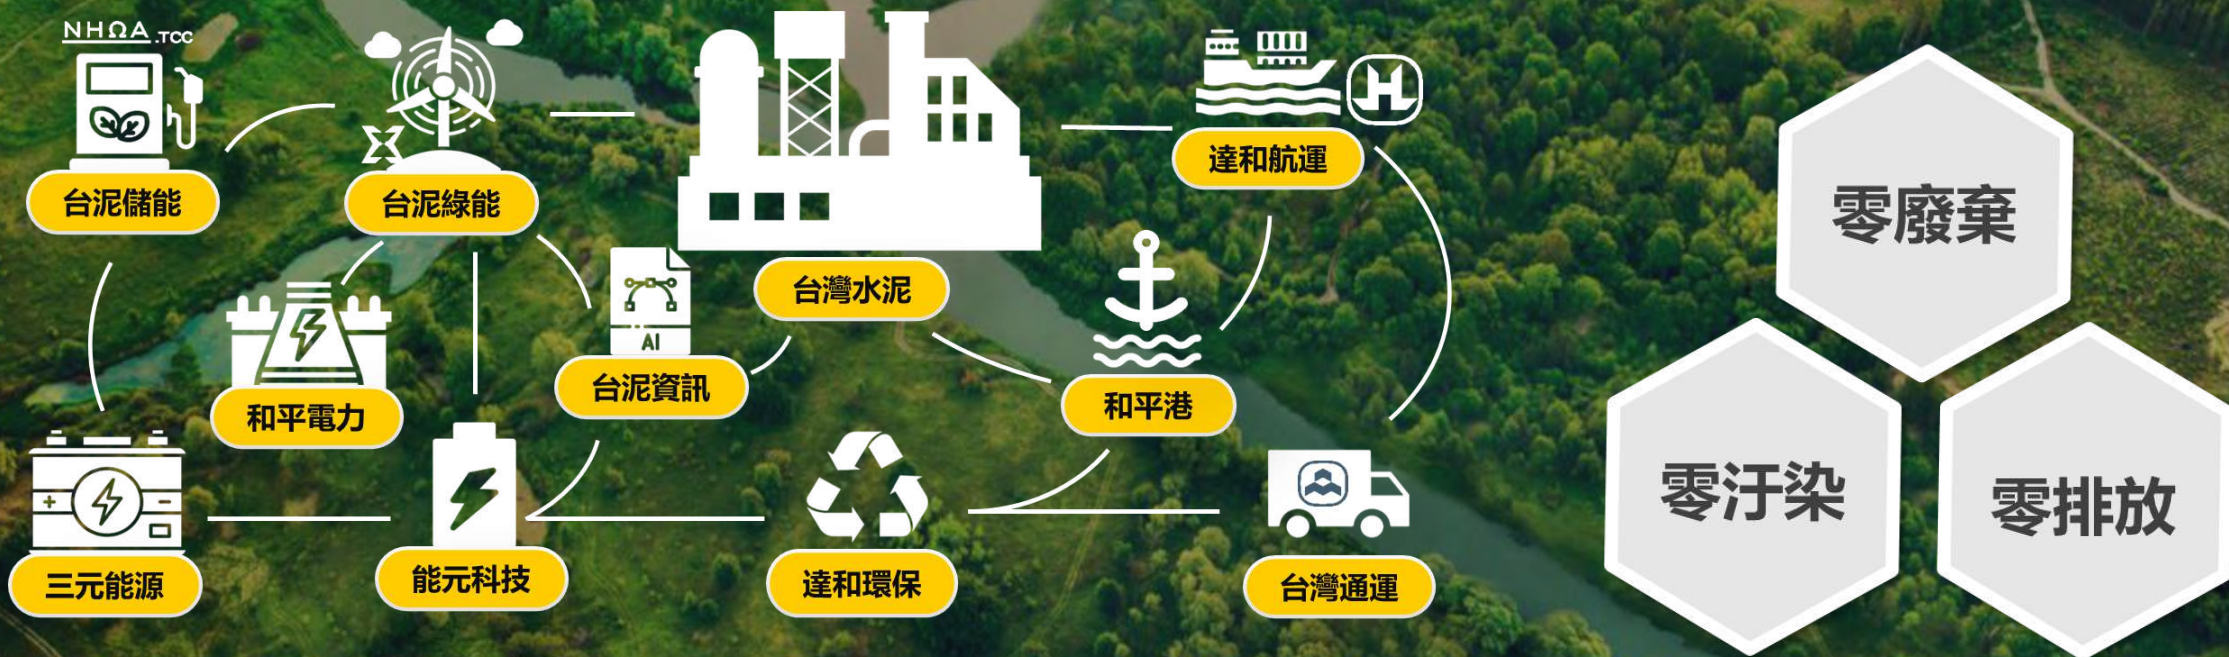 NHΩA.TCC
台泥儲能
台泥綠能
台灣水泥
達和航運
和平電力
AI
台泥資訊
和平港
三元能源
能元科技
達和環保
台灣通運
零廢棄
零汙染
零排放